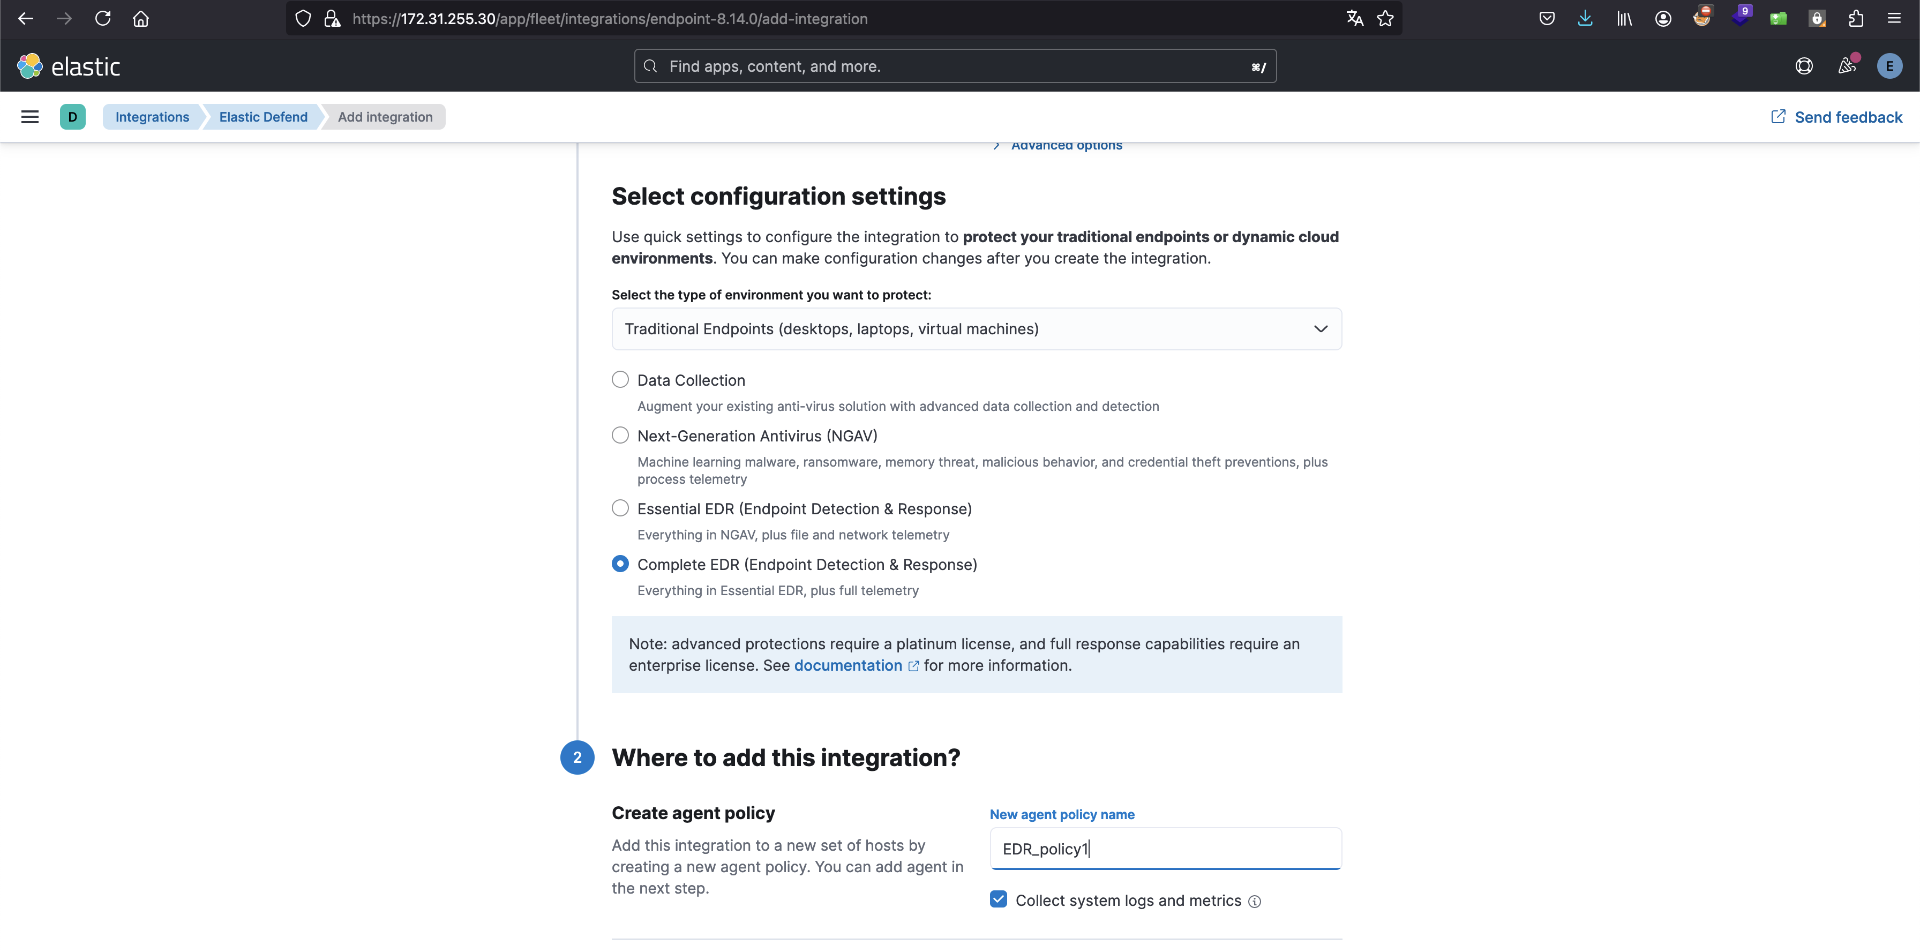 https://172.31.255.30/app/fleet/integrations/endpoint-8.14.0/add-integration
9
elastic
Find apps, content, and more.
⌘/
E
D
Integrations
Elastic Defend
Add integration
Send feedback
Advanced options
Select configuration settings
Use quick settings to configure the integration to protect your traditional endpoints or dynamic cloud
environments. You can make configuration changes after you create the integration.
Select the type of environment you want to protect:
Traditional Endpoints (desktops, laptops, virtual machines)
Data Collection
Augment your existing anti-virus solution with advanced data collection and detection
Next-Generation Antivirus (NGAV)
Machine learning malware, ransomware, memory threat, malicious behavior, and credential theft preventions, plus
process telemetry
Essential EDR (Endpoint Detection & Response)
Everything in NGAV, plus file and network telemetry
Complete EDR (Endpoint Detection & Response)
Everything in Essential EDR, plus full telemetry
Note: advanced protections require a platinum license, and full response capabilities require an
enterprise license. See documentation for more information.
2
Where to add this integration?
Create agent policy
Add this integration to a new set of hosts by
creating a new agent policy. You can add agent in
the next step.
New agent policy name
EDR_policy1
Collect system logs and metrics